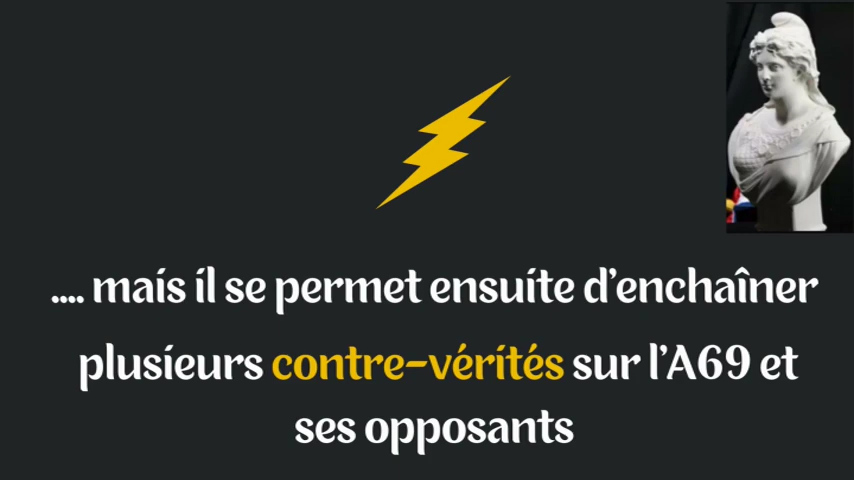 .... mais il se permet ensuite d'enchaîner
plusieurs contre-vérités sur l'A69 et
ses opposants